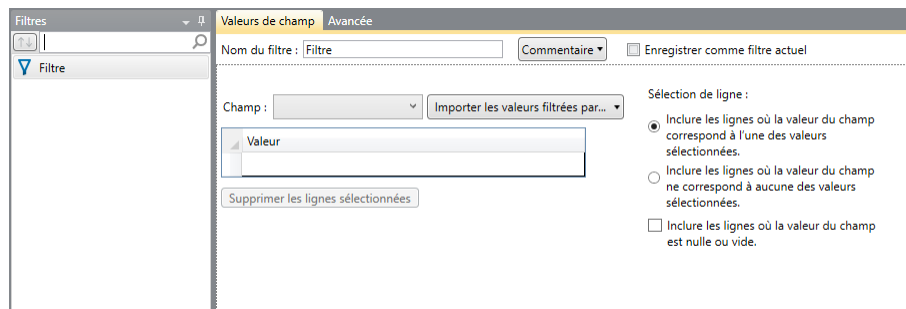 Filtres
Valeurs de champ
Avancée
Nom du filtre : Filtre
Commentaire
Enregistrer comme filtre actuel
Filtre
Champ :
Importer les valeurs filtrées par...
Valeur
Supprimer les lignes sélectionnées
Sélection de ligne :
Inclure les lignes où la valeur du champ
correspond à l'une des valeurs
sélectionnées.
Inclure les lignes où la valeur du champ
ne correspond à aucune des valeurs
sélectionnées.
Inclure les lignes où la valeur du champ
est nulle ou vide.